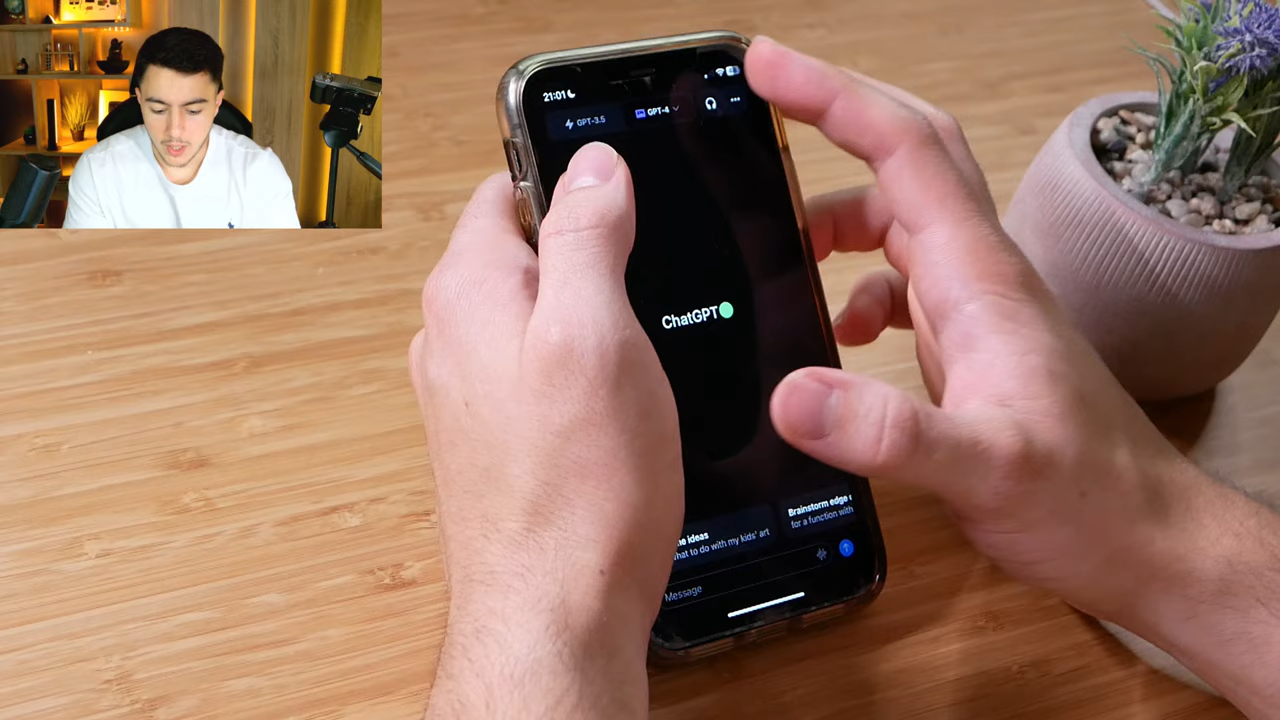 21:01
GPT-3.5
GPT-4
ChatGPT
ideas
to do with my kids' art
Brainstorm edge
for a function with
Message